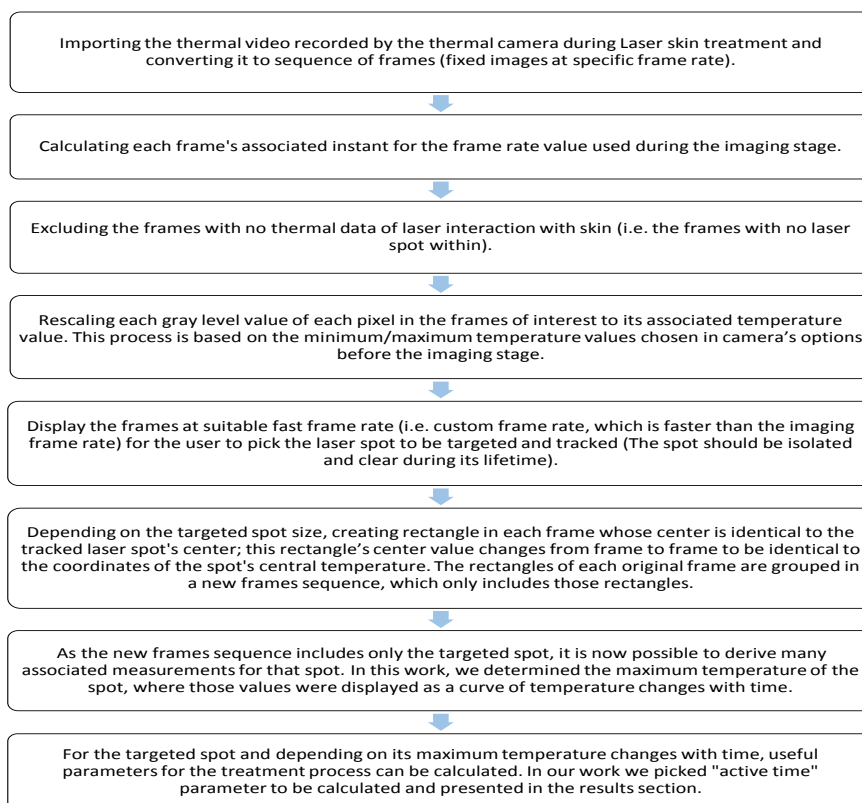 Importing the thermal video recorded by the thermal camera during Laser skin treatment and
converting it to sequence of frames (fixed images at specific frame rate).
Calculating each frame's associated instant for the frame rate value used during the imaging stage.
Excluding the frames with no thermal data of laser interaction with skin (i.e. the frames with no laser
spot within).
Rescaling each gray level value of each pixel in the frames of interest to its associated temperature
value. This process is based on the minimum/maximum temperature values chosen in camera’s options
before the imaging stage.
Display the frames at suitable fast frame rate (i.e. custom frame rate, which is faster than the imaging
frame rate) for the user to pick the laser spot to be targeted and tracked (The spot should be isolated
and clear during its lifetime).
Depending on the targeted spot size, creating rectangle in each frame whose center is identical to the
tracked laser spot's center; this rectangle’s center value changes from frame to frame to be identical to
the coordinates of the spot's central temperature. The rectangles of each original frame are grouped in
a new frames sequence, which only includes those rectangles.
As the new frames sequence includes only the targeted spot, it is now possible to derive many
associated measurements for that spot. In this work, we determined the maximum temperature of the
spot, where those values were displayed as a curve of temperature changes with time.
For the targeted spot and depending on its maximum temperature changes with time, useful
parameters for the treatment process can be calculated. In our work we picked "active time"
parameter to be calculated and presented in the results section.